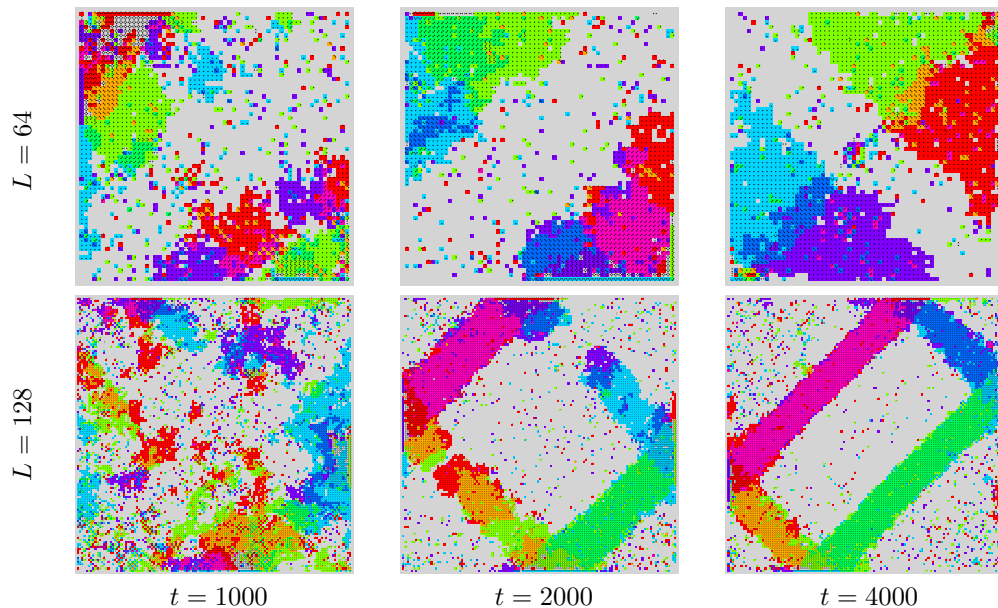 L = 64
L = 128
t = 1000
t = 2000
t = 4000